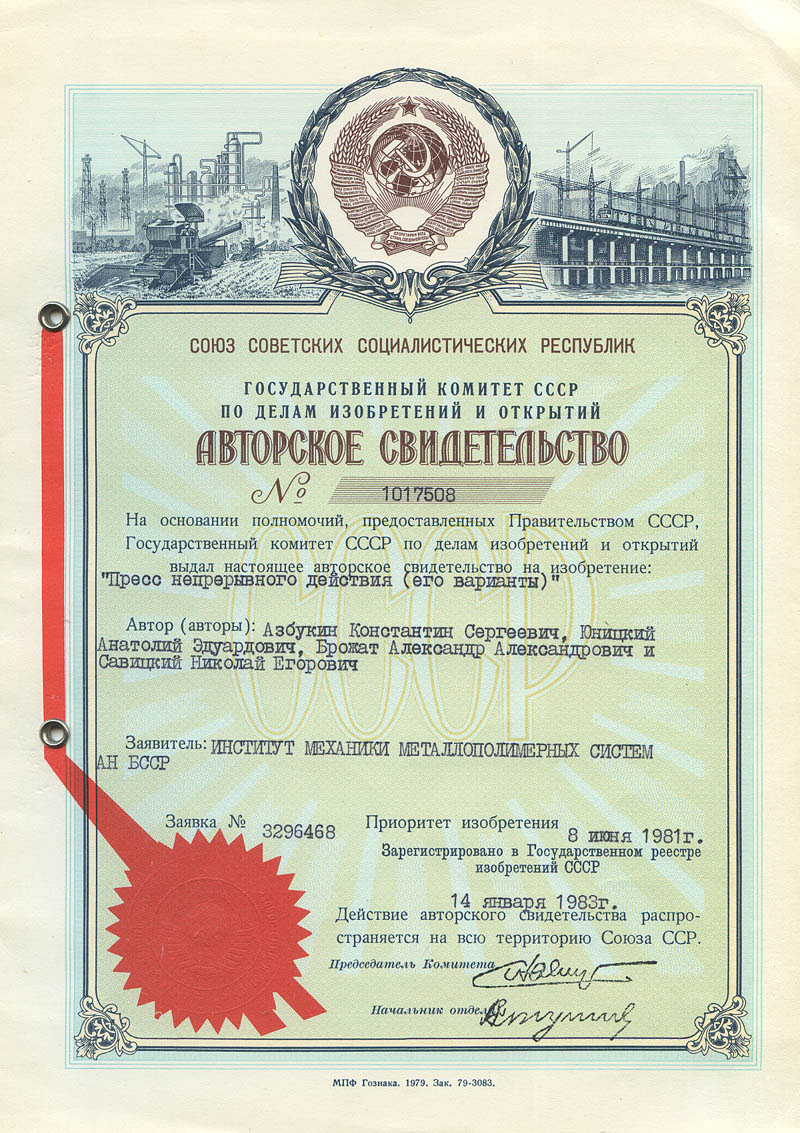 СОЮЗ СОВЕТСКИХ СОЦИАЛИСТИЧЕСКИХ РЕСПУБЛИК
ГОСУДАРСТВЕННЫЙ КОМИТЕТ СССР
ПО ДЕЛАМ ИЗОБРЕТЕНИЙ И ОТКРЫТИЙ
АВТОРСКОЕ СВИДЕТЕЛЬСТВО
№ 1017508
На основании полномочий, предоставленных Правительством СССР,
Государственный комитет СССР по делам изобретений и открытий
выдал настоящее авторское свидетельство на изобретение:
"Пресс непрерывного действия (его варианты)"
Автор (авторы): Азбукин Константин Сергеевич, Юницкий
Анатолий Эдуардович, Брожат Александр Александрович и
Савицкий Николай Егорович
СССР
Заявитель: ИНСТИТУТ МЕХАНИКИ МЕТАЛЛОПОЛИМЕРНЫХ СИСТЕМ
АН БССР
Заявка № 3296468
Приоритет изобретения 8 июня 1981г.
Зарегистрировано в Государственном реестре
изобретений СССР
14 января 1983г.
Действие авторского свидетельства распро-
страняется на всю территорию Союза ССР.
Председатель Комитета
Начальник отдела
МПФ Гознака. 1979. Зак. 79-3083.